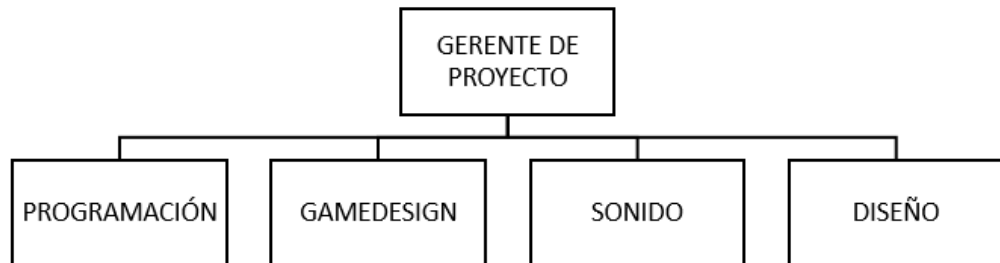 GERENTE DE
PROYECTO
PROGRAMACIÓN
GAMEDESIGN
SONIDO
DISEÑO